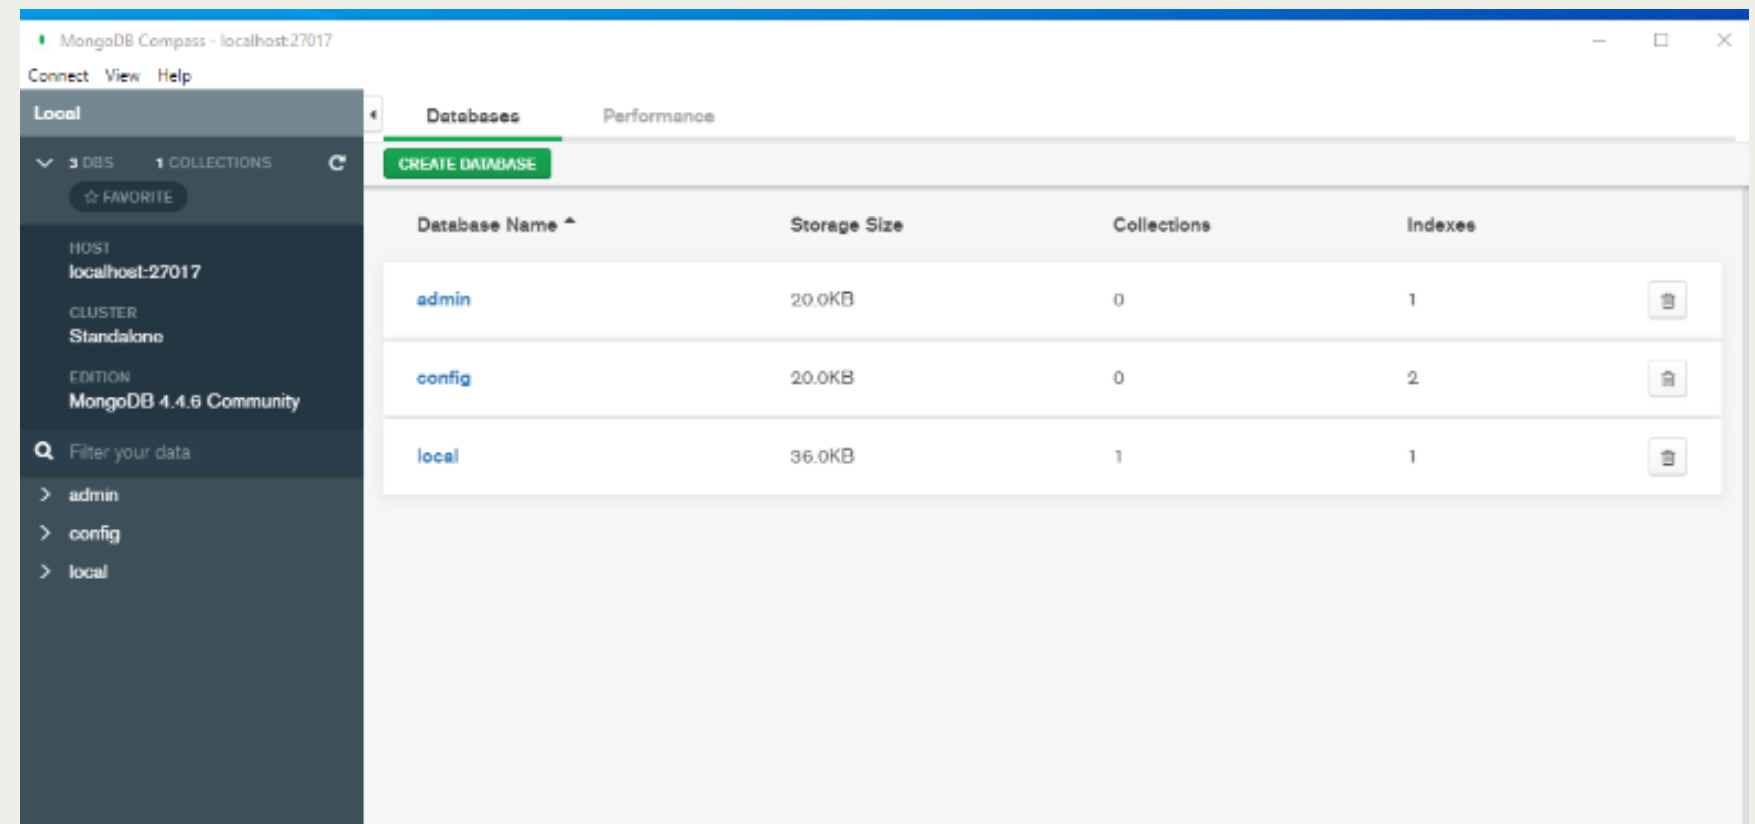 MongoDB Compass - localhost:27017
Connect View Help
Local
3 DBS 1 COLLECTIONS
FAVORITE
HOST
localhost:27017
CLUSTER
Standalone
EDITION
MongoDB 4.4.6 Community
Filter your data
admin
config
local
Databases Performance
CREATE DATABASE
Database Name Storage Size Collections Indexes
admin 20.0KB 0 1
config 20.0KB 0 2
local 36.0KB 1 1